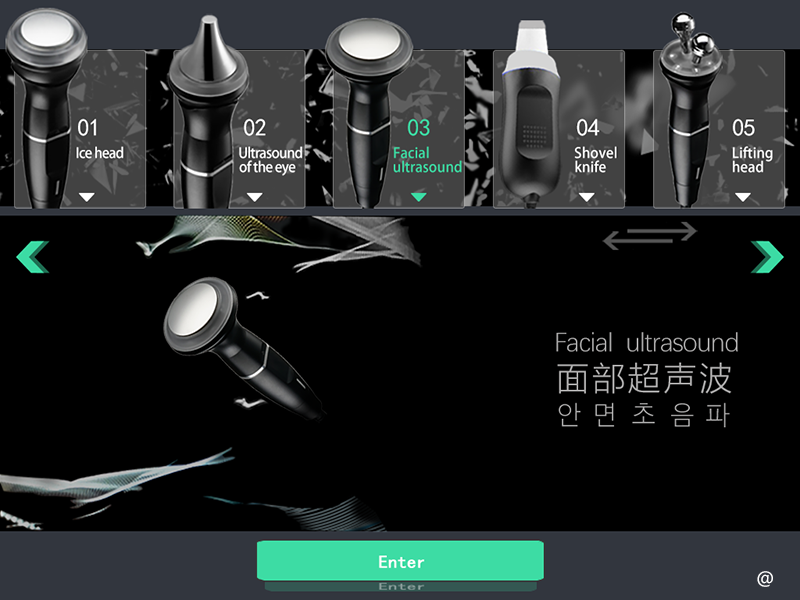 01
Ice head
02
Ultrasound
of the eye
03
Facial
ultrasound
04
Shovel
knife
05
Lifting
head
Facial ultrasound
面部超声波
안 면 초 음 파
Enter
Enter
@